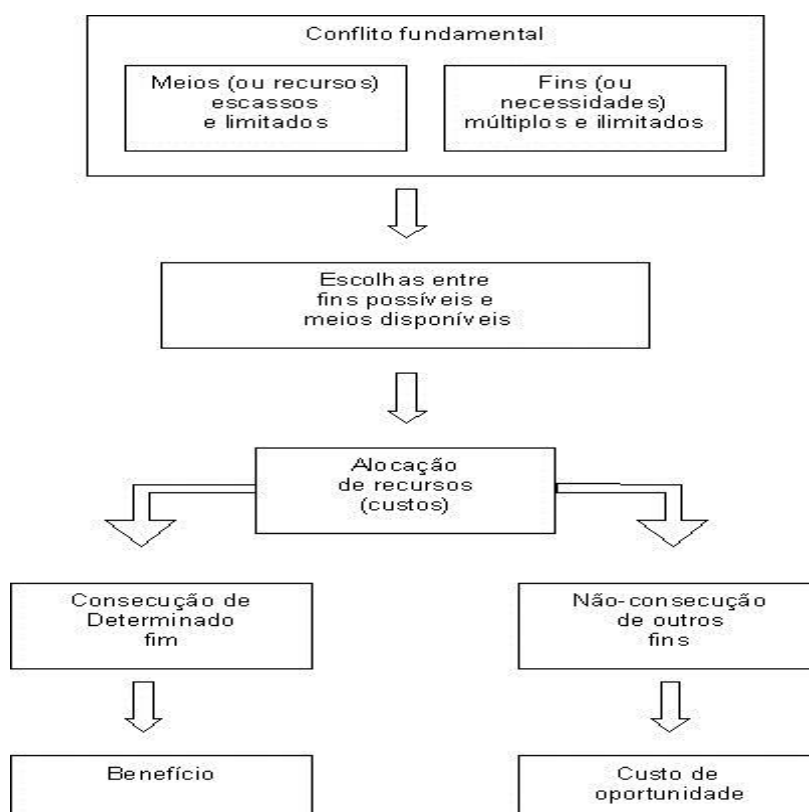 Conflito fundamental
Meios (ou recursos)
escassos
e limitados
Fins (ou
necessidades)
múltiplos e ilimitados
Escolhas entre
fins possíveis e
meios disponíveis
Alocação
de recursos
(custos)
Consecução de
Determinado
fim
Não-consecução
de outros
fins
Benefício
Custo de
oportunidade